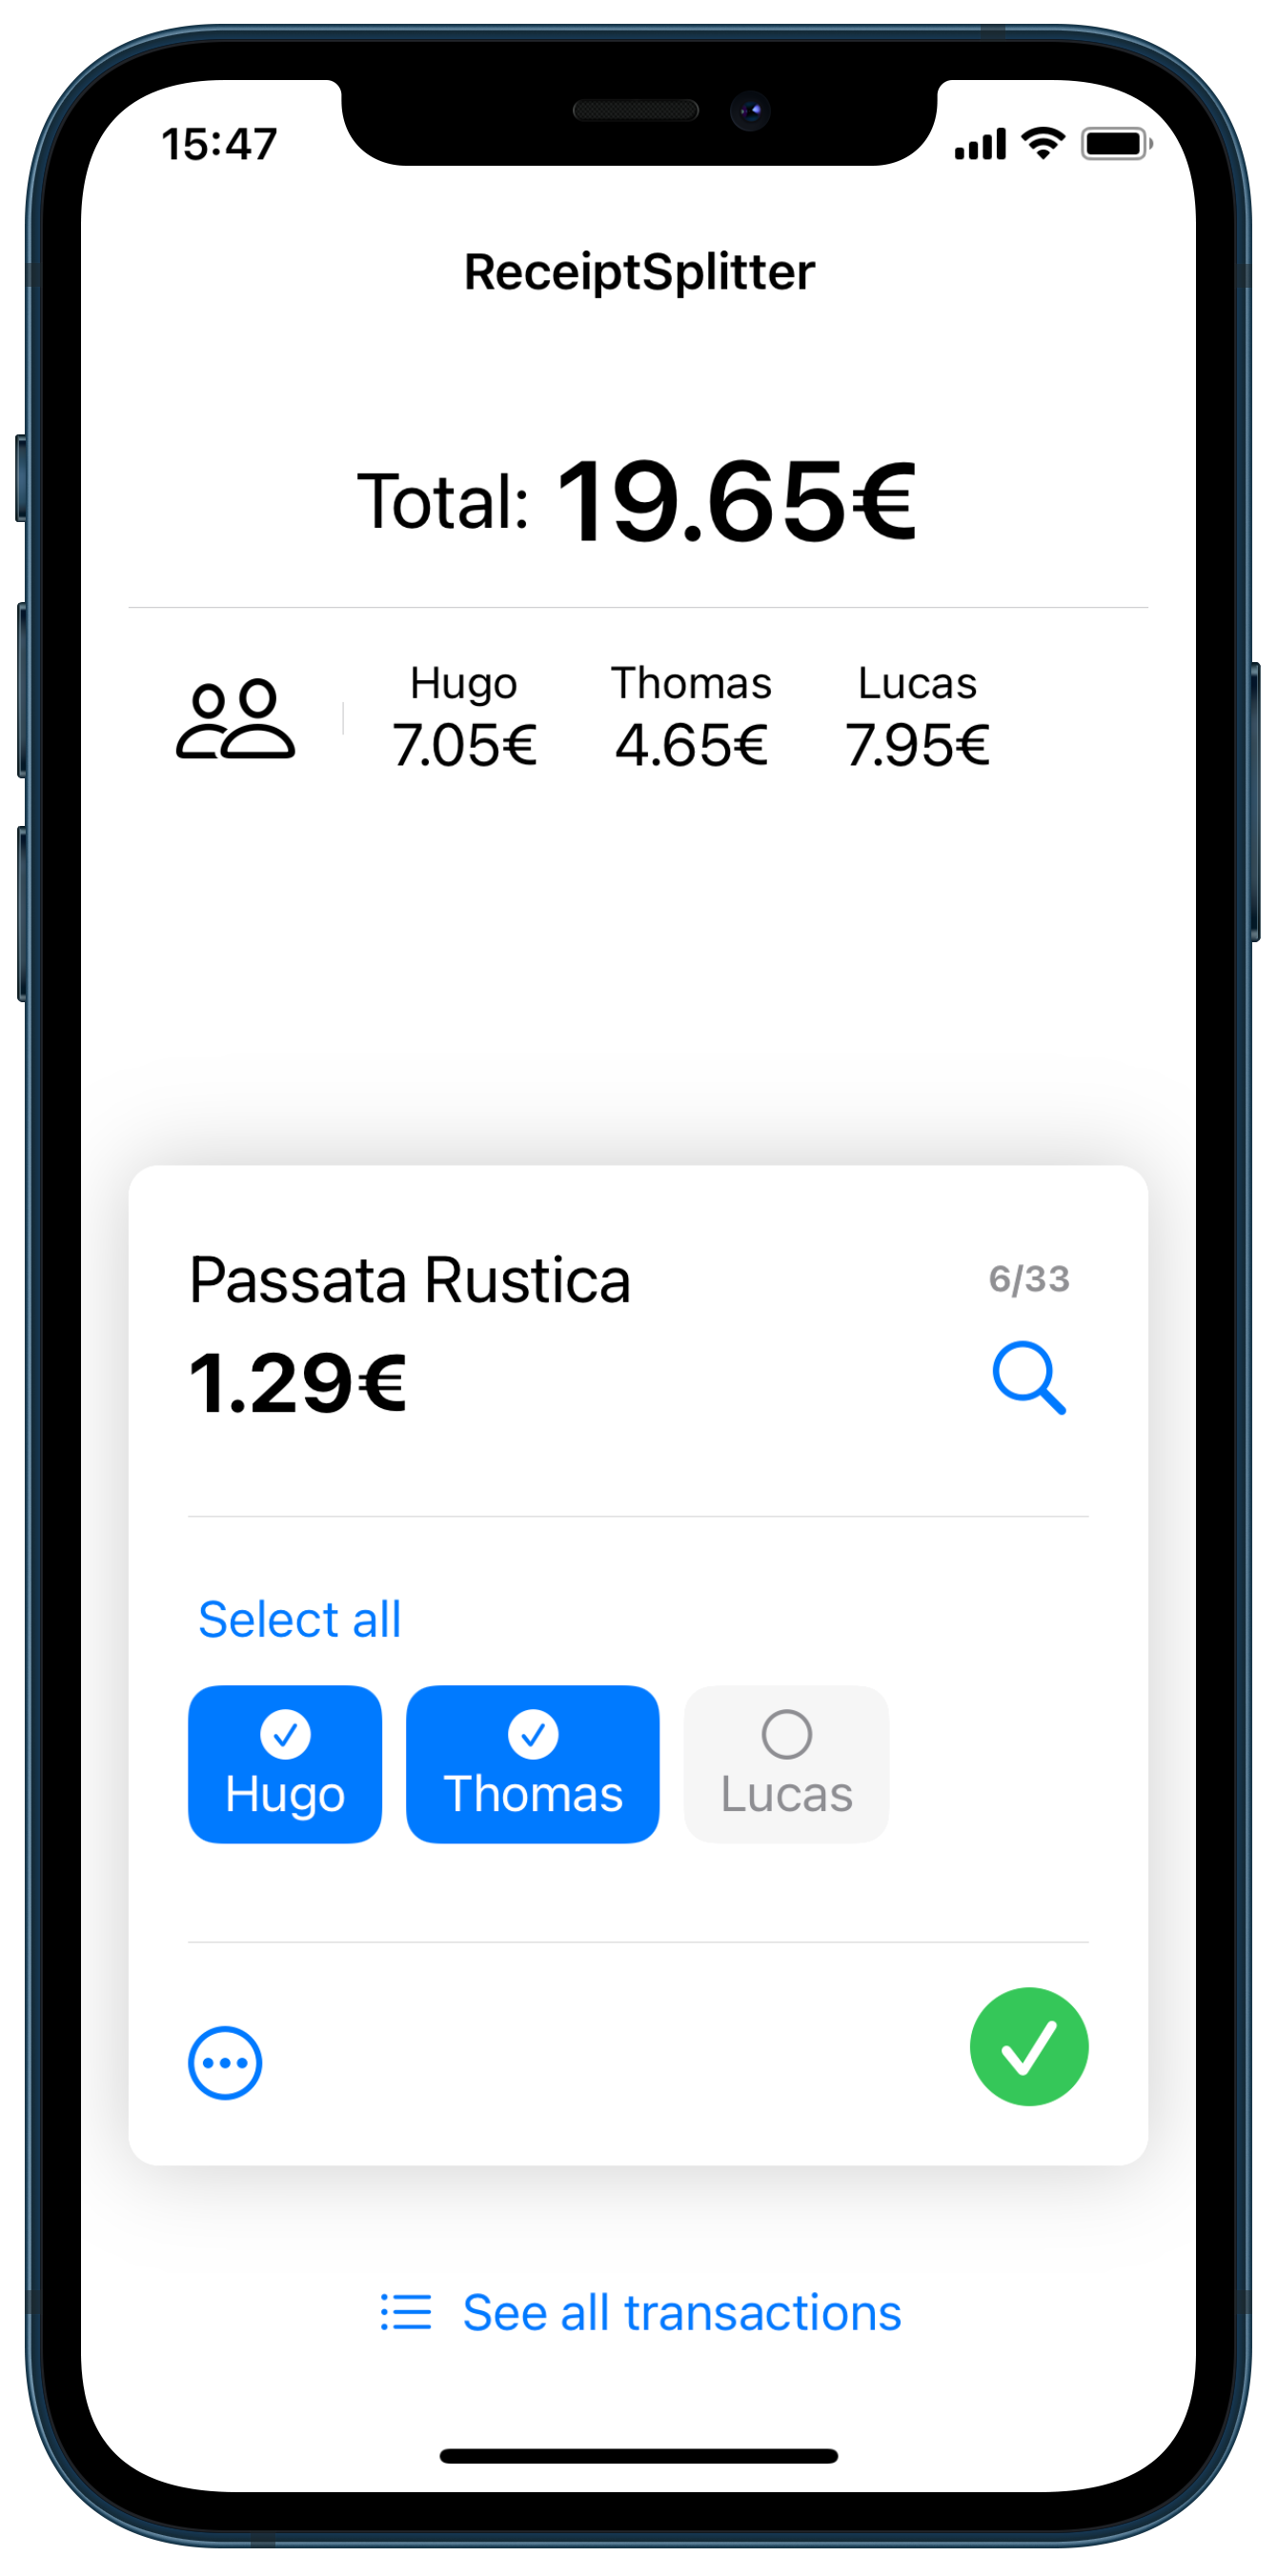 15:47
ReceiptSplitter
Total: 19.65€
Hugo Thomas Lucas
7.05€ 4.65€ 7.95€
Passata Rustica 6/33
1.29€
Select all
Hugo Thomas Lucas
See all transactions